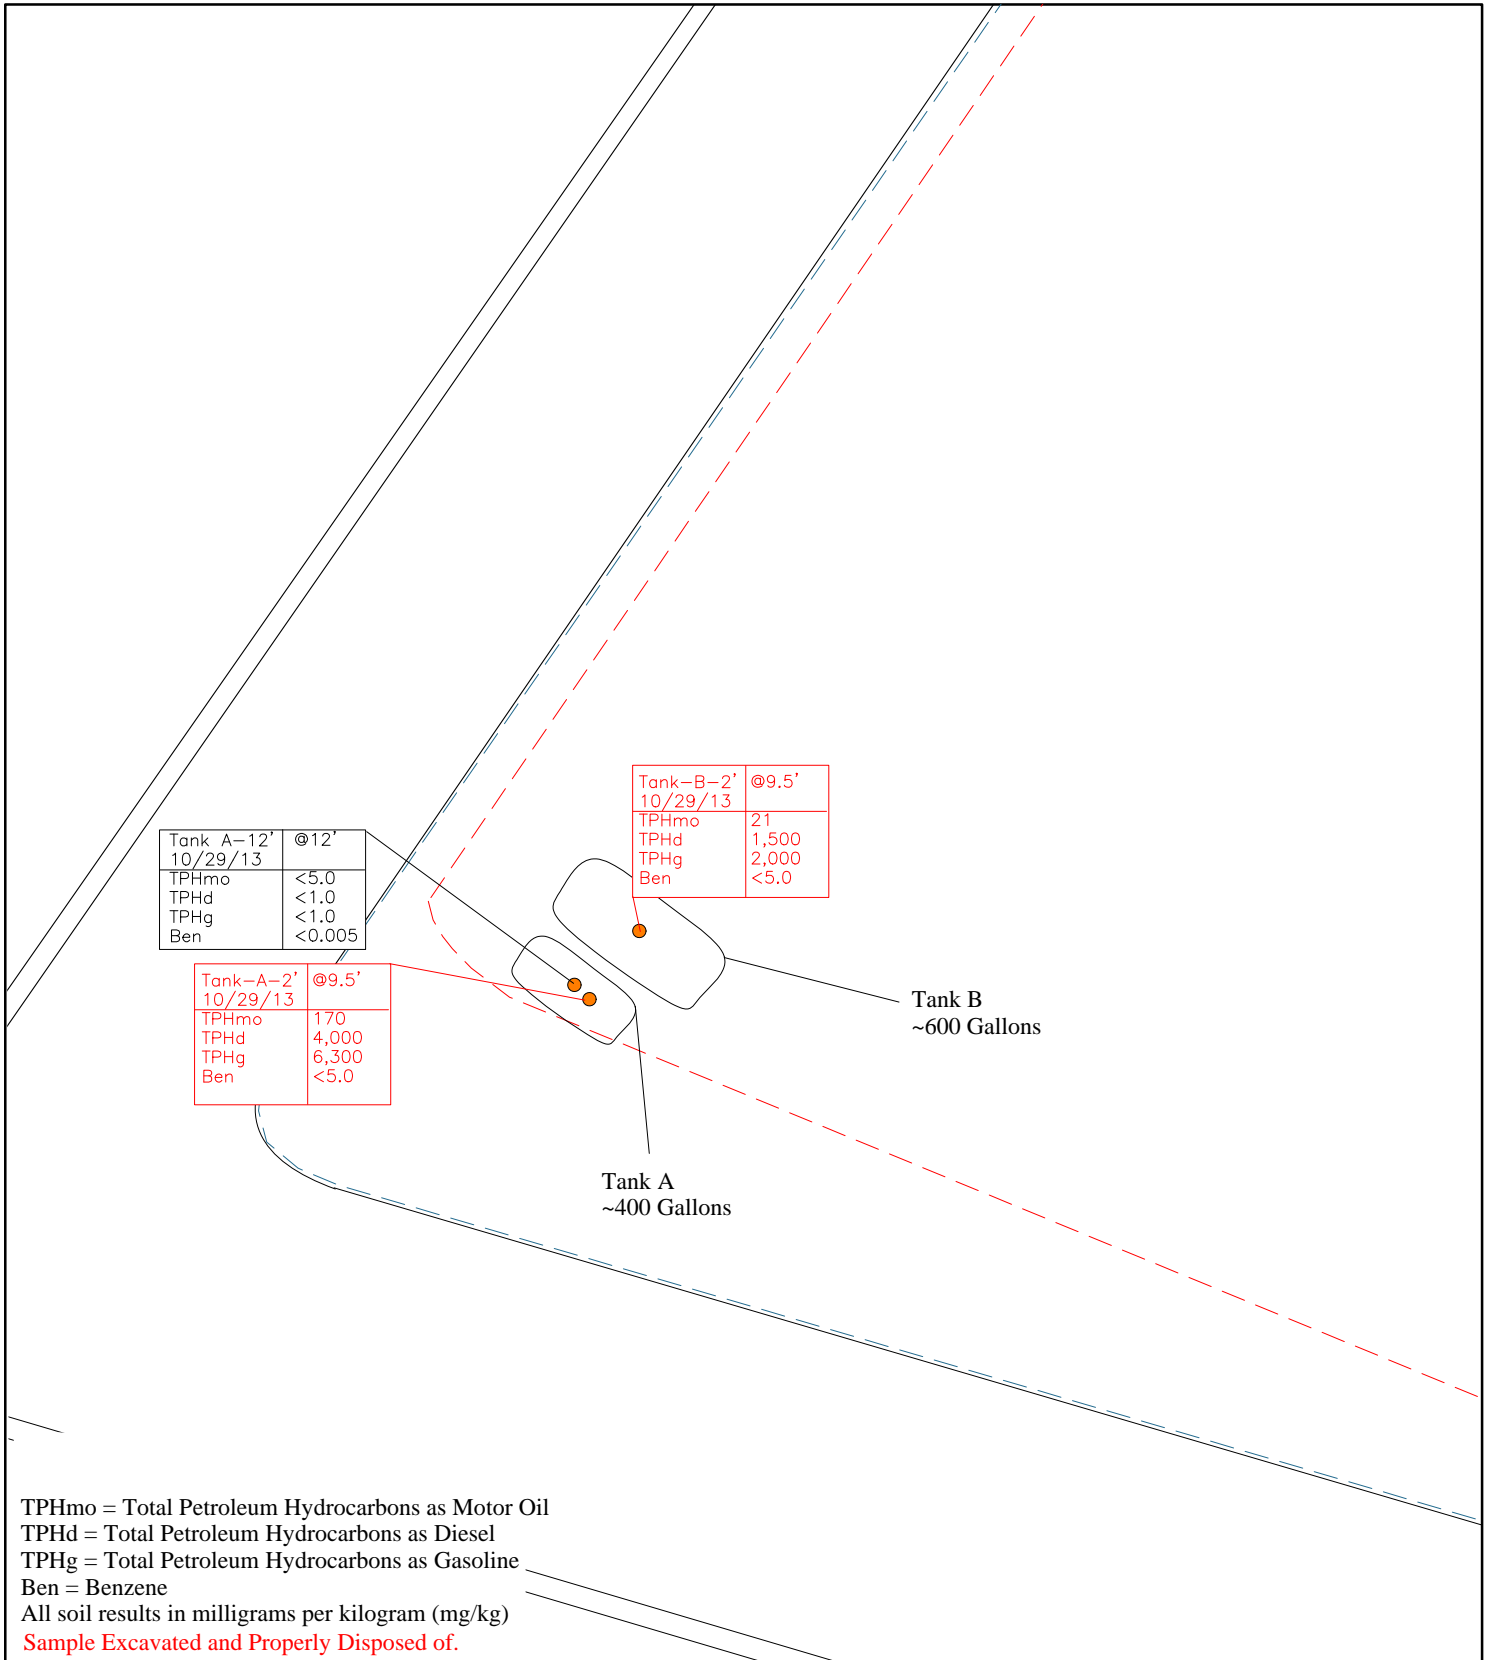 Tank-B-2' @9.5'
10/29/13
TPHmo 21
TPHd 1,500
TPHg 2,000
Ben <5.0
Tank A-12' @12'
10/29/13
TPHmo <5.0
TPHd <1.0
TPHg <1.0
Ben <0.005
Tank-A-2' @9.5'
10/29/13
TPHmo 170
TPHd 4,000
TPHg 6,300
Ben <5.0
Tank B
~600 Gallons
Tank A
~400 Gallons
TPHmo = Total Petroleum Hydrocarbons as Motor Oil
TPHd = Total Petroleum Hydrocarbons as Diesel
TPHg = Total Petroleum Hydrocarbons as Gasoline
Ben = Benzene
All soil results in milligrams per kilogram (mg/kg)
Sample Excavated and Properly Disposed of.